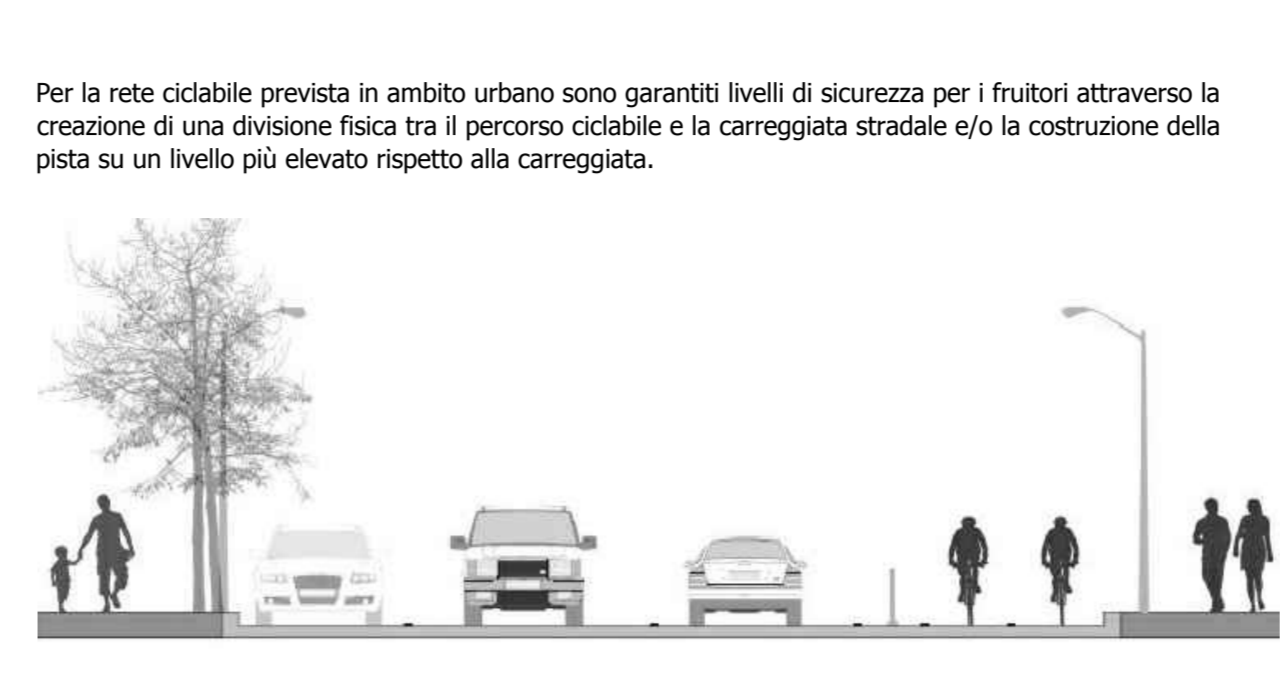 Per la rete ciclabile prevista in ambito urbano sono garantiti livelli di sicurezza per i fruitori attraverso la
creazione di una divisione fisica tra il percorso ciclabile e la carreggiata stradale e/o la costruzione della
pista su un livello più elevato rispetto alla carreggiata.